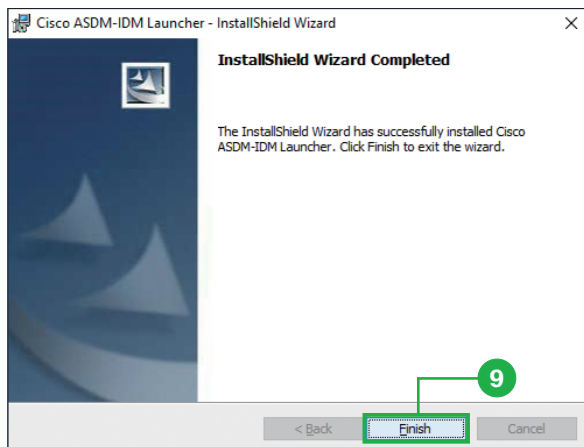 Cisco ASDM-IDM Launcher - InstallShield Wizard
InstallShield Wizard Completed
The InstallShield Wizard has successfully installed Cisco
ASDM-IDM Launcher. Click Finish to exit the wizard.
9
< Back
Finish
Cancel